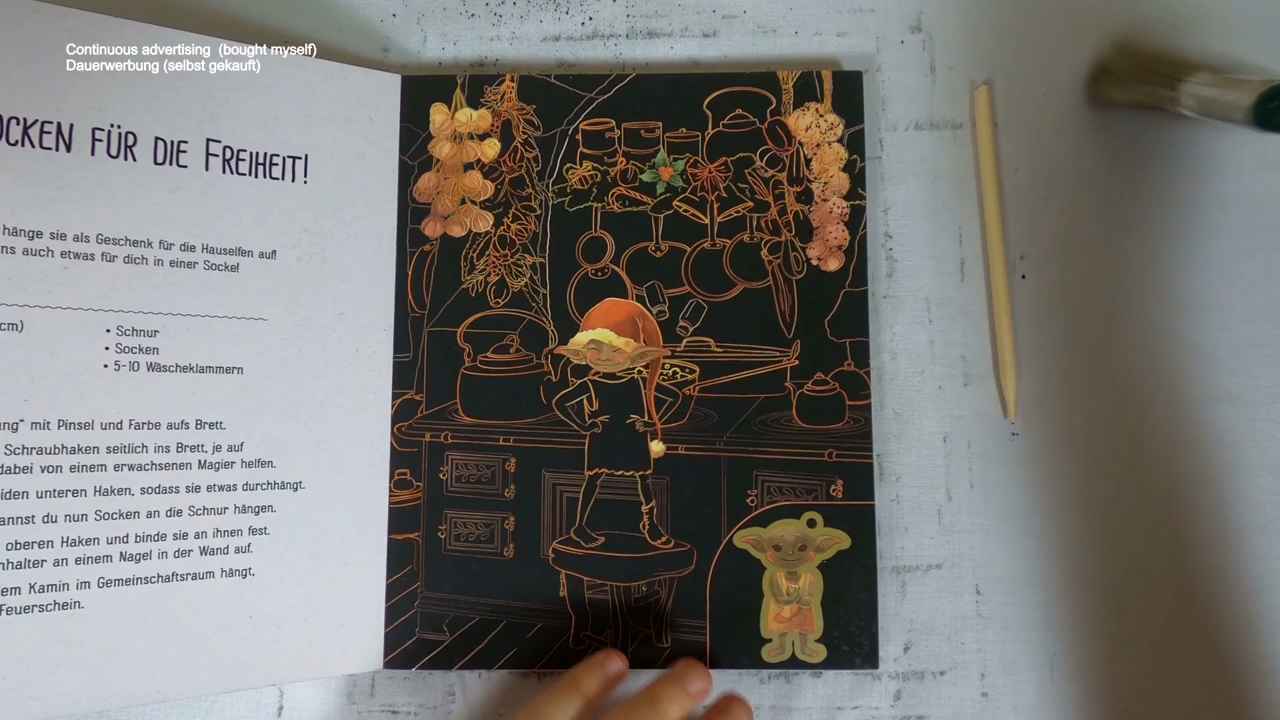 Continuous advertising (bought myself)
Dauerwerbung (selbst gekauft)
OCKEN FÜR DIE FREIHEIT!
hänge sie als Geschenk für die Hauselfen auf!
ns auch etwas für dich in einer Socke!
cm)
• Schnur
• Socken
• 5-10 Wäscheklammern
ng“ mit Pinsel und Farbe aufs Brett.
Schraubhaken seitlich ins Brett, je auf
dabei von einem erwachsenen Magier helfen.
iden unteren Haken, sodass sie etwas durchhängt.
annst du nun Socken an die Schnur hängen.
oberen Haken und binde sie an ihnen fest.
nhalter an einem Nagel in der Wand auf.
em Kamin im Gemeinschaftsraum hängt,
Feuerschein.